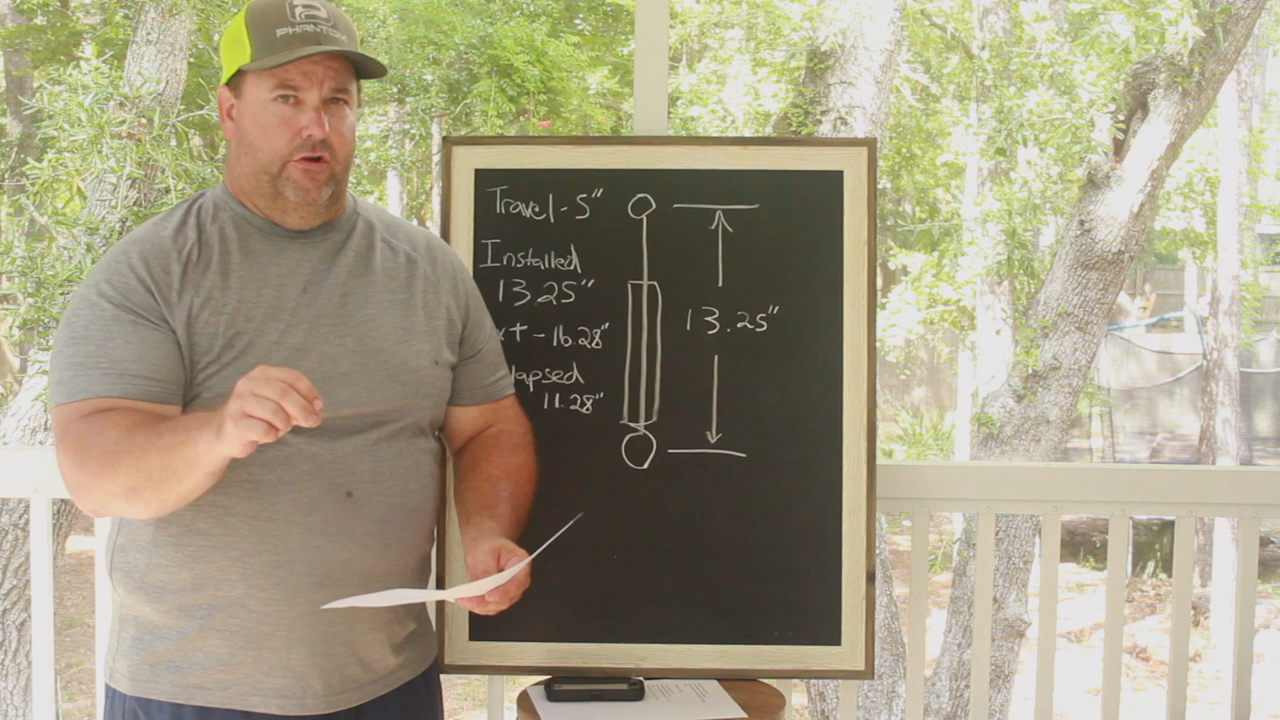 PHANTOM
Travel - 5"
Installed
13.25"
xt - 16.28"
lapsed
11.28"
13.25"